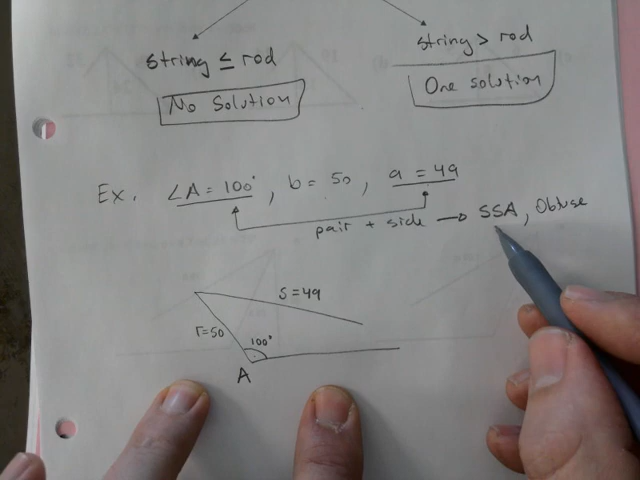 string ≤ rod
string > rod
No Solution
One solution
Ex. ∠A = 100°, b = 50, a = 49
pair + side → SSA, Obtuse
S = 49
r = 50
100°
A